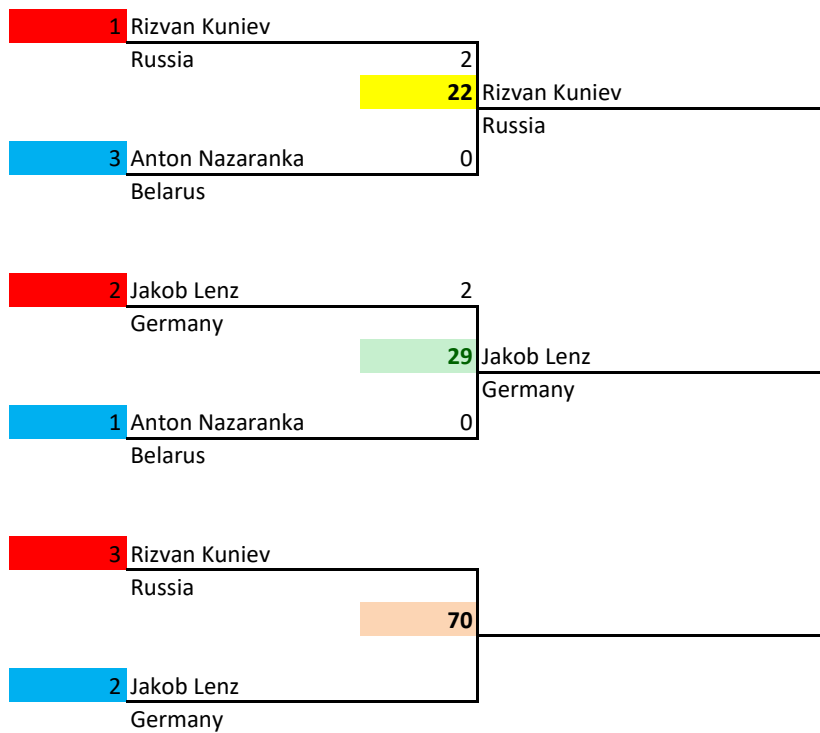 1 Rizvan Kuniev
Russia 2
22 Rizvan Kuniev
Russia
3 Anton Nazaranka 0
Belarus
2 Jakob Lenz 2
Germany
29 Jakob Lenz
Germany
1 Anton Nazaranka 0
Belarus
3 Rizvan Kuniev
Russia
70
2 Jakob Lenz
Germany